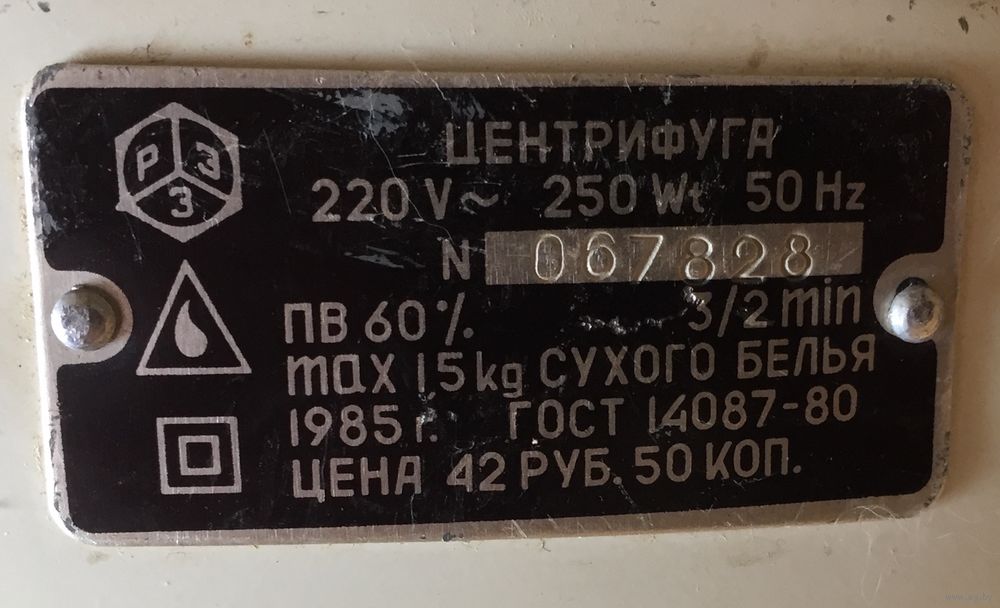 РЗЗ
ЦЕНТРИФУГА
220 V~ 250 Wt 50 Hz
N 067828
ПВ 60% 3/2 min
max 1,5 kg СУХОГО БЕЛЬЯ
1985 г. ГОСТ 14087-80
ЦЕНА 42 РУБ. 50 КОП.